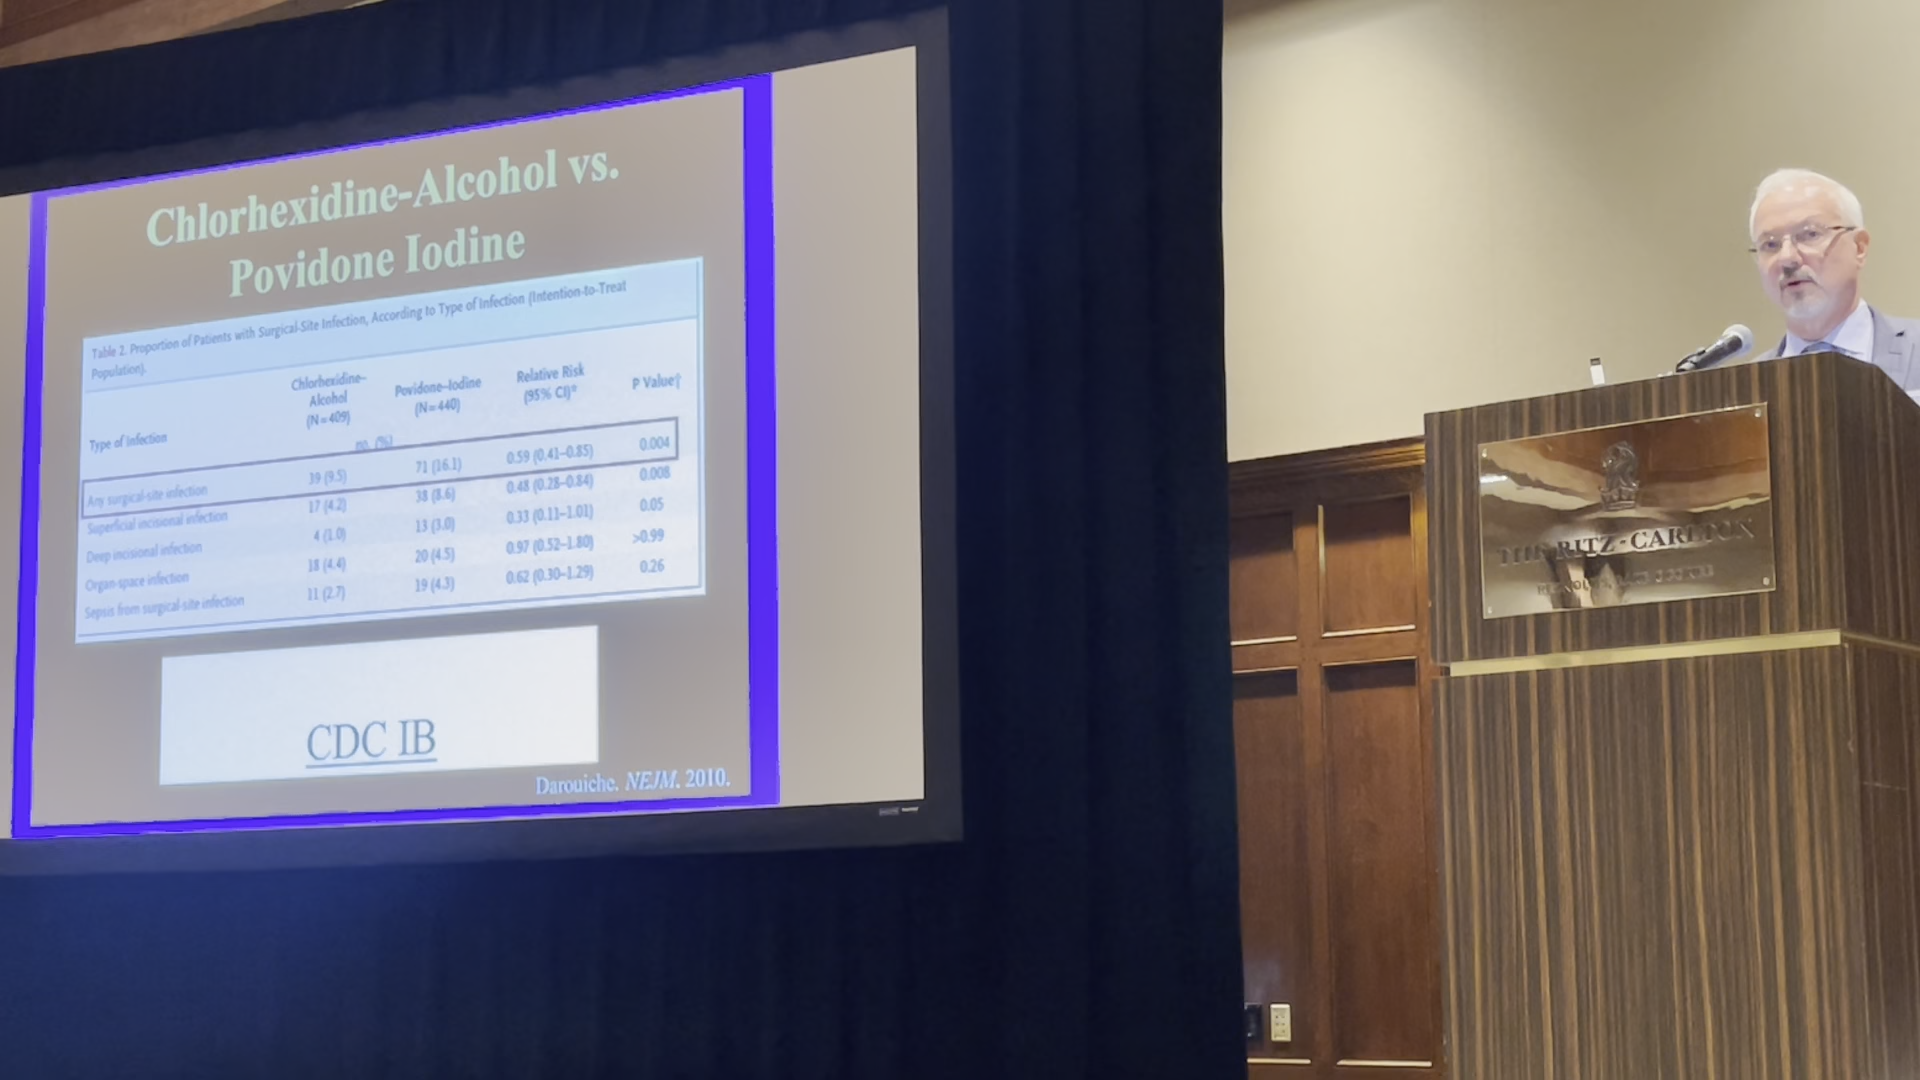 Chlorhexidine-Alcohol vs.
Povidone Iodine
Table 2. Proportion of Patients with Surgical-Site Infection, According to Type of Infection (Intention-to-Treat
Population).
Type of Infection
Chlorhexidine–
Alcohol
(N=409)
Povidone–Iodine
(N=440)
Relative Risk
(95% CI)*
P Value†
no. (%)
Any surgical-site infection 39 (9.5) 71 (16.1) 0.59 (0.41–0.85) 0.004
Superficial incisional infection 17 (4.2) 38 (8.6) 0.48 (0.28–0.84) 0.008
Deep incisional infection 4 (1.0) 13 (3.0) 0.33 (0.11–1.01) 0.05
Organ-space infection 18 (4.4) 20 (4.5) 0.97 (0.52–1.80) >0.99
Sepsis from surgical-site infection 11 (2.7) 19 (4.3) 0.62 (0.30–1.29) 0.26
CDC IB
Darouiche. NEJM. 2010.
THE RITZ-CARLTON